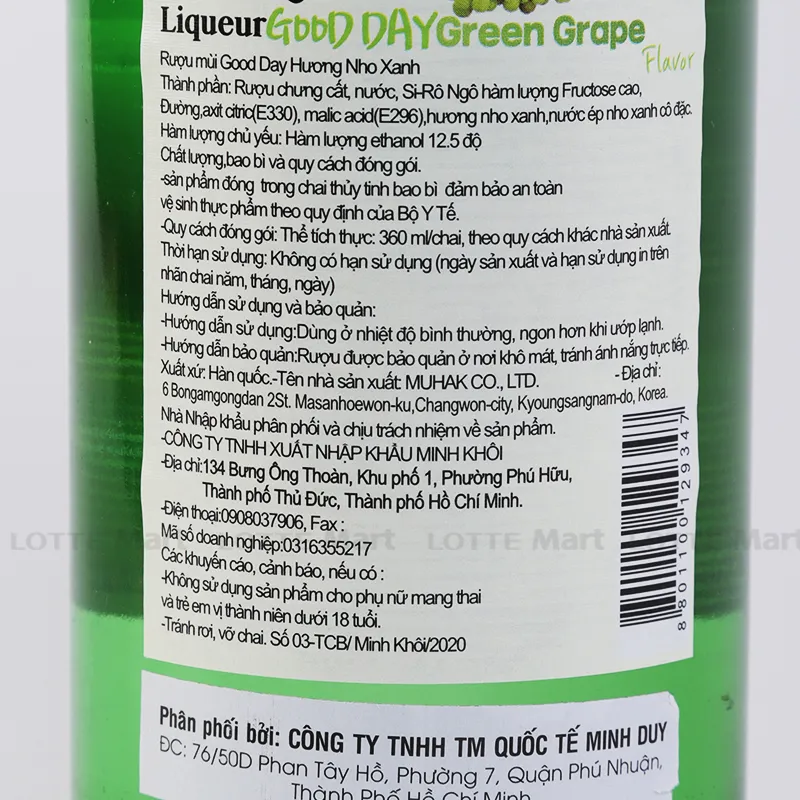 Liqueur GOOD DAY Green Grape
Flavor
Rượu mùi Good Day Hương Nho Xanh
Thành phần: Rượu chưng cất, nước, Si-Rô Ngô hàm lượng Fructose cao,
Đường,axit citric(E330), malic acid(E296),hương nho xanh,nước ép nho xanh cô đặc.
Hàm lượng chủ yếu: Hàm lượng ethanol 12.5 độ
Chất lượng,bao bì và quy cách đóng gói.
-sản phẩm đóng trong chai thủy tinh bao bì đảm bảo an toàn
vệ sinh thực phẩm theo quy định của Bộ Y Tế.
-Quy cách đóng gói: Thể tích thực: 360 ml/chai, theo quy cách khác nhà sản xuất.
Thời hạn sử dụng: Không có hạn sử dụng (ngày sản xuất và hạn sử dụng in trên
nhãn chai năm, tháng, ngày)
Hướng dẫn sử dụng và bảo quản:
-Hướng dẫn sử dụng:Dùng ở nhiệt độ bình thường, ngon hơn khi ướp lạnh.
-Hướng dẫn bảo quản:Rượu được bảo quản ở nơi khô mát, tránh ánh nắng trực tiếp.
Xuất xứ: Hàn quốc.-Tên nhà sản xuất: MUHAK CO., LTD. -Địa chỉ:
6 Bongamgongdan 2St. Masanhoewon-ku,Changwon-city, Kyoungsangnam-do, Korea.
Nhà Nhập khẩu phân phối và chịu trách nhiệm về sản phẩm.
-CÔNG TY TNHH XUẤT NHẬP KHẨU MINH KHÔI
-Địa chỉ:134 Bưng Ông Thoàn, Khu phố 1, Phường Phú Hữu,
Thành phố Thủ Đức, Thành phố Hồ Chí Minh.
-Điện thoại:0908037906, Fax :
Mã số doanh nghiệp:0316355217
Các khuyến cáo, cảnh báo, nếu có :
-Không sử dụng sản phẩm cho phụ nữ mang thai
và trẻ em vị thành niên dưới 18 tuổi.
-Tránh rơi, vỡ chai. Số 03-TCB/ Minh Khôi/2020
8801100129347
LOTTE Mart LOTTE Mart LOTTE Mart LOTTE Mart
Phân phối bởi: CÔNG TY TNHH TM QUỐC TẾ MINH DUY
ĐC: 76/50D Phan Tây Hồ, Phường 7, Quận Phú Nhuận,
Thành Phố Hồ Chí Minh